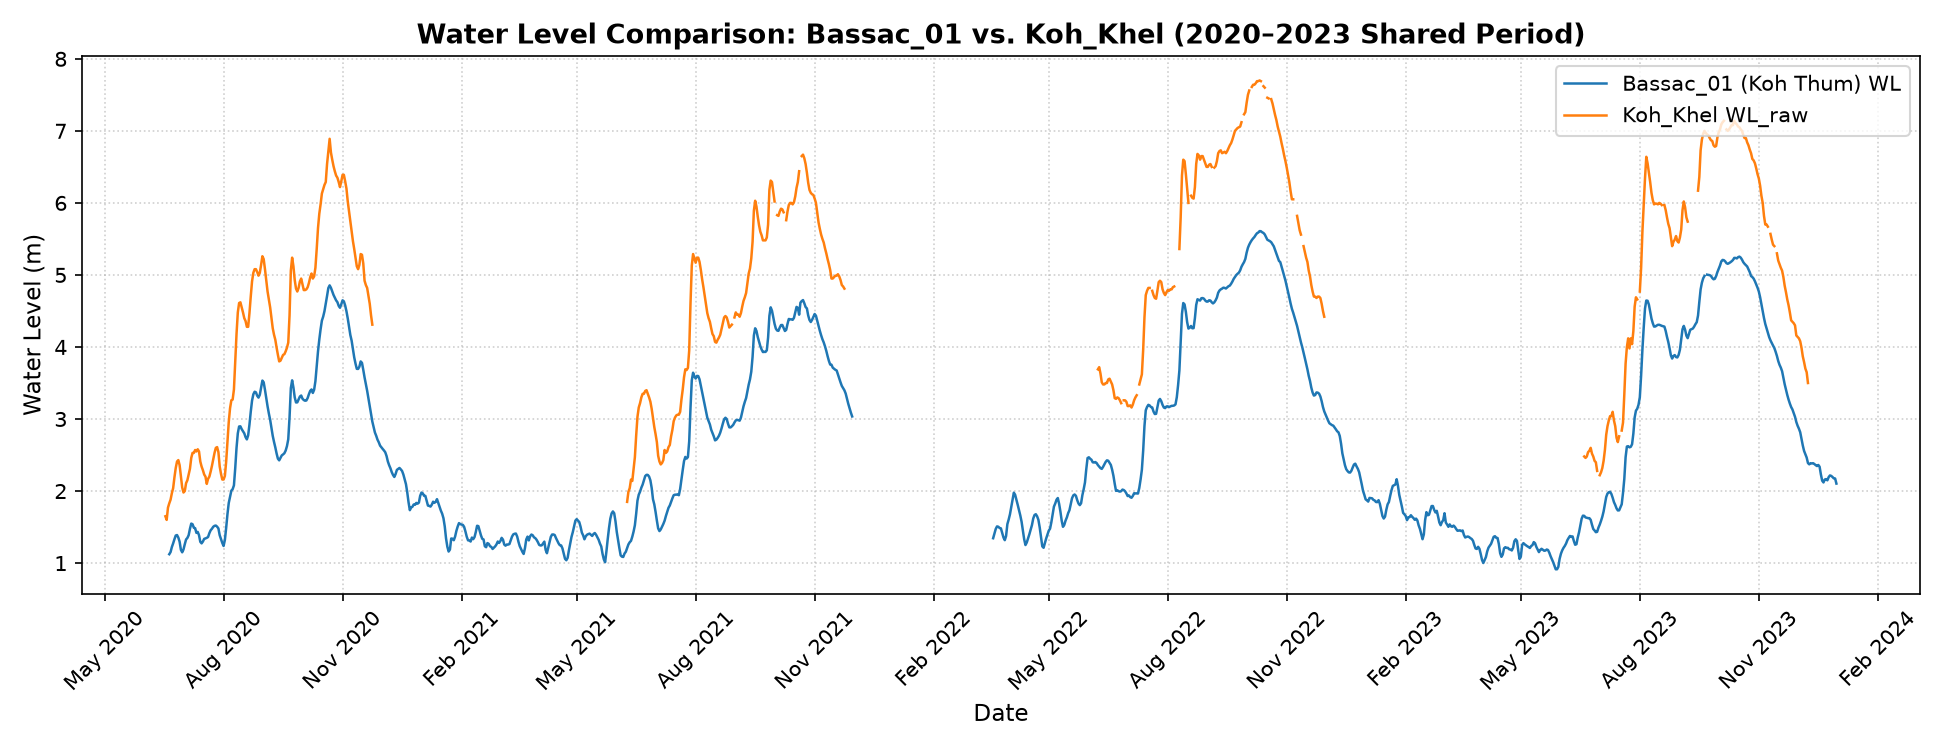 Water Level Comparison: Bassac_01 vs. Koh_Khel (2020–2023 Shared Period)
Water Level (m)
8
7
6
5
4
3
2
1
Bassac_01 (Koh Thum) WL
Koh_Khel WL_raw
May 2020
Aug 2020
Nov 2020
Feb 2021
May 2021
Aug 2021
Nov 2021
Feb 2022
May 2022
Aug 2022
Nov 2022
Feb 2023
May 2023
Aug 2023
Nov 2023
Feb 2024
Date